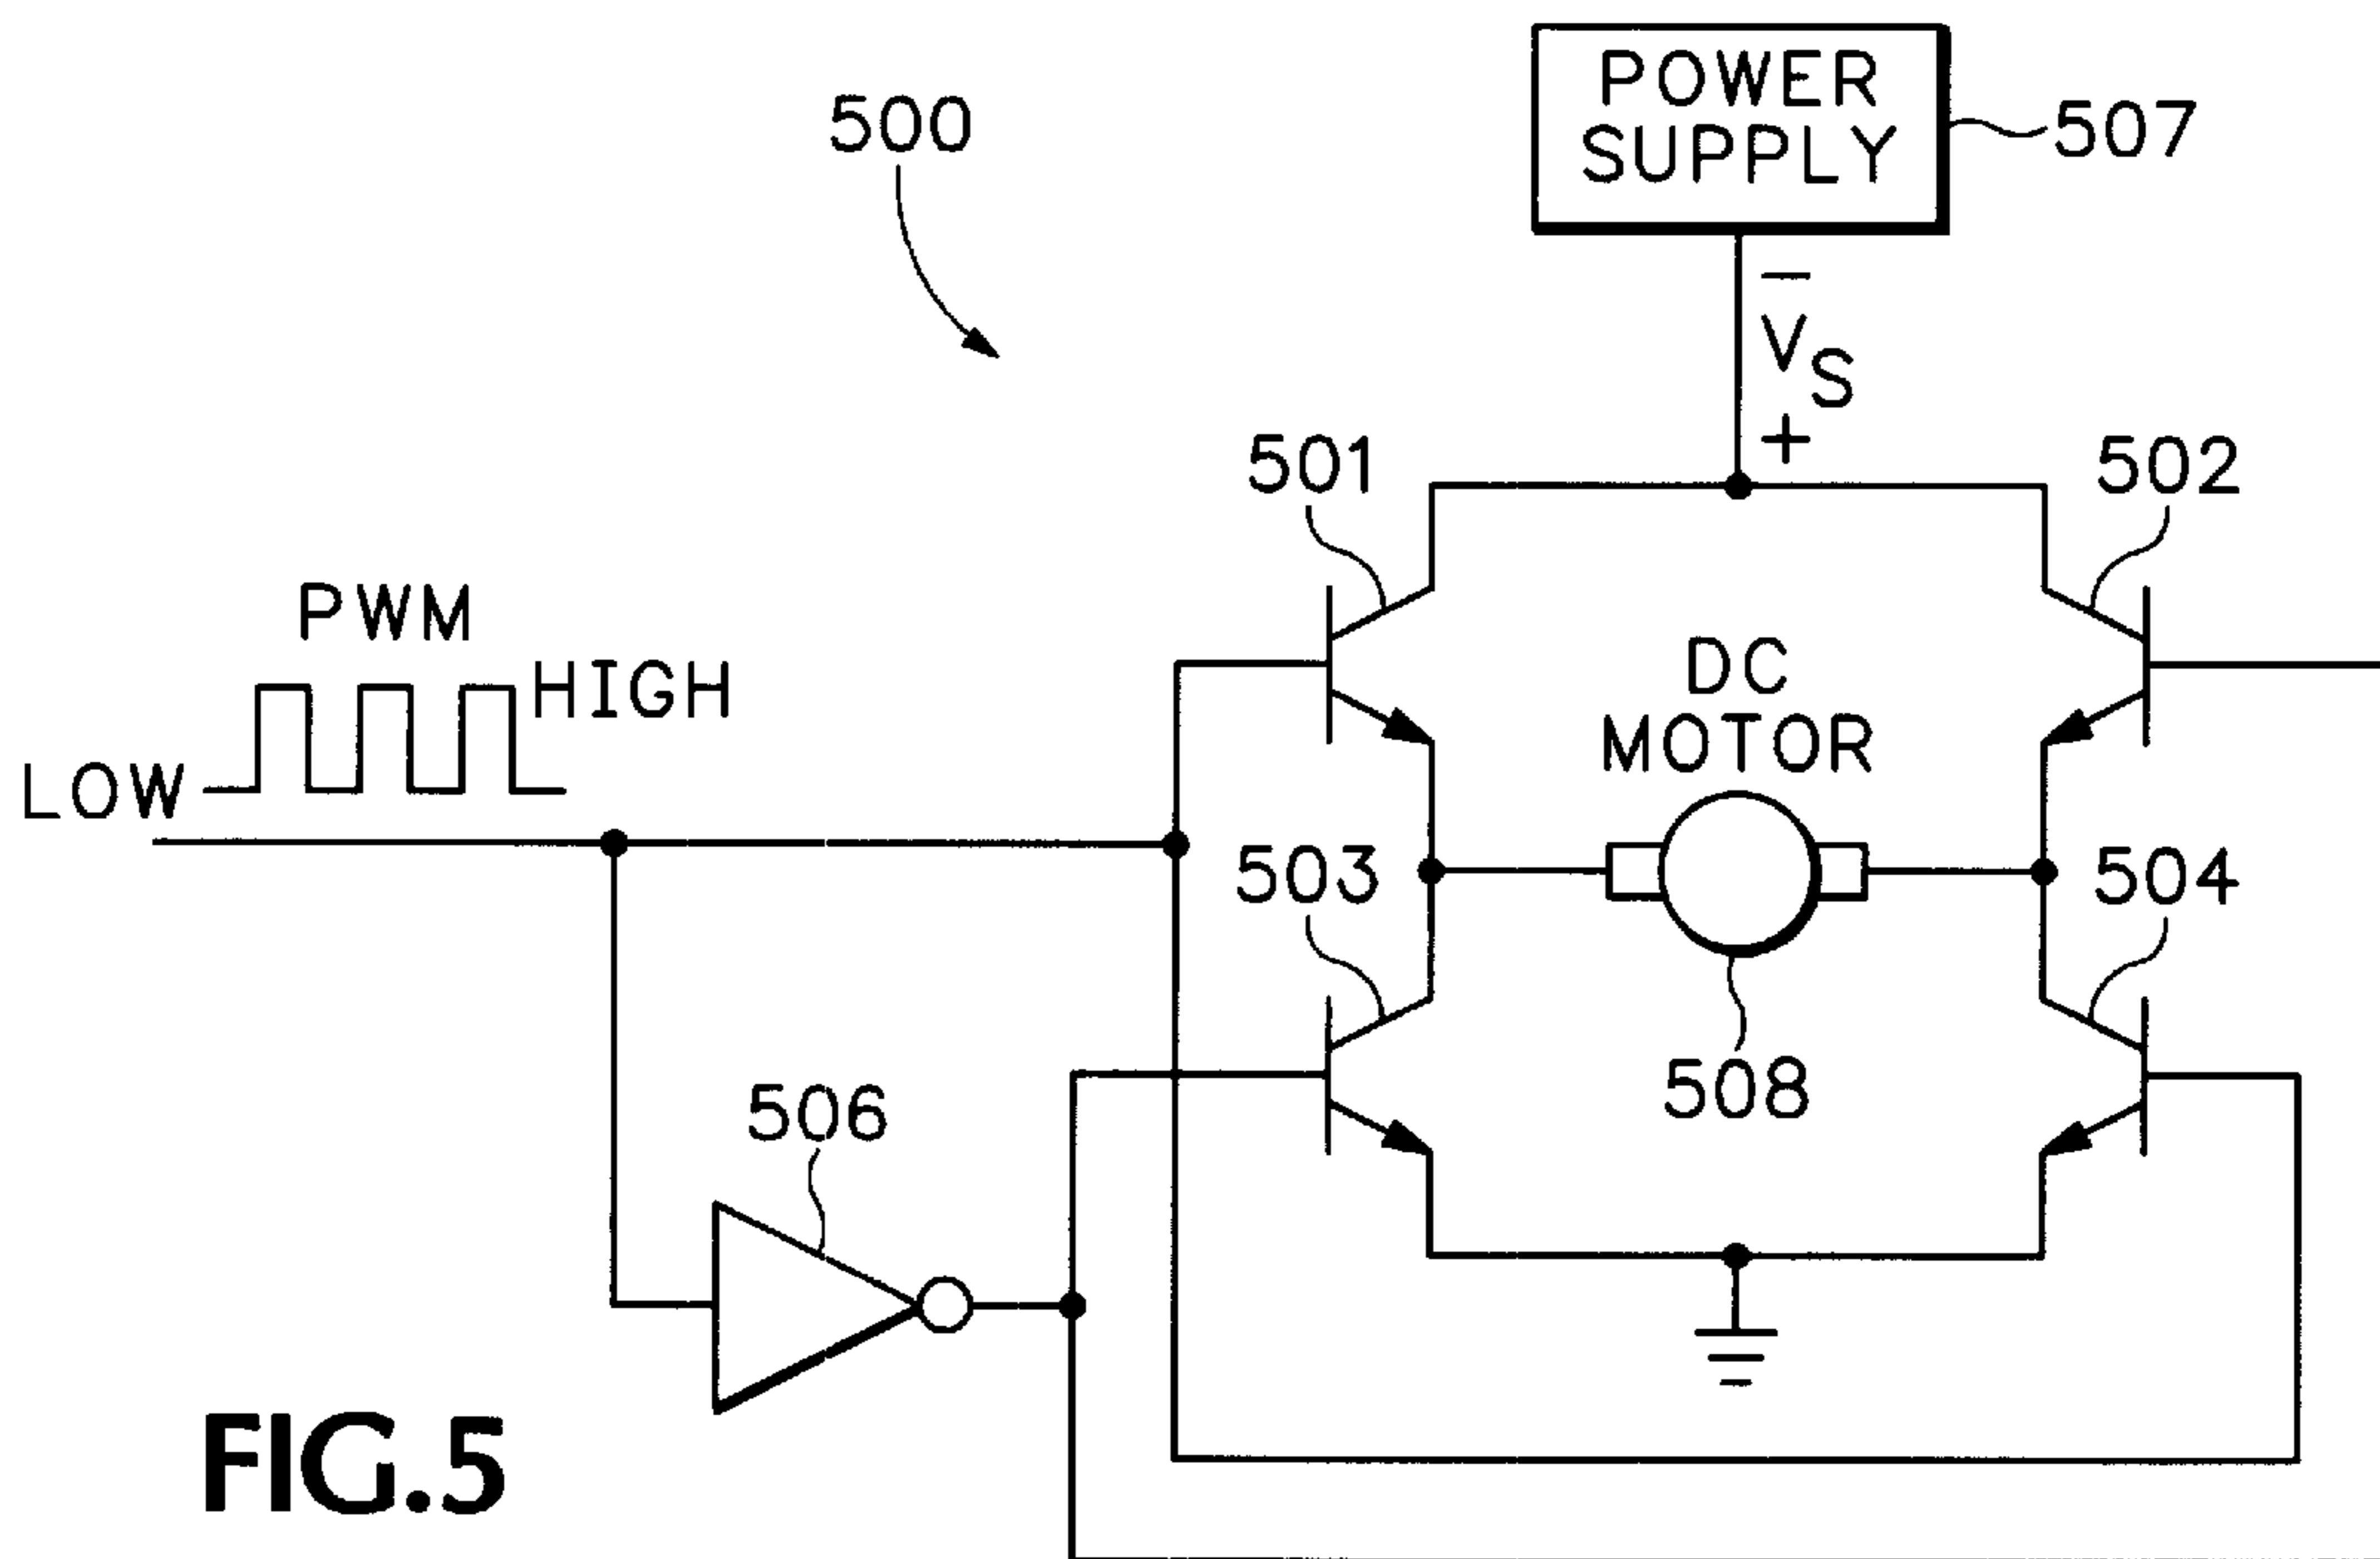 POWER
SUPPLY
507
500
−
VS
+
501
502
PWM
HIGH
LOW
DC
MOTOR
503
504
508
506
FIG.5